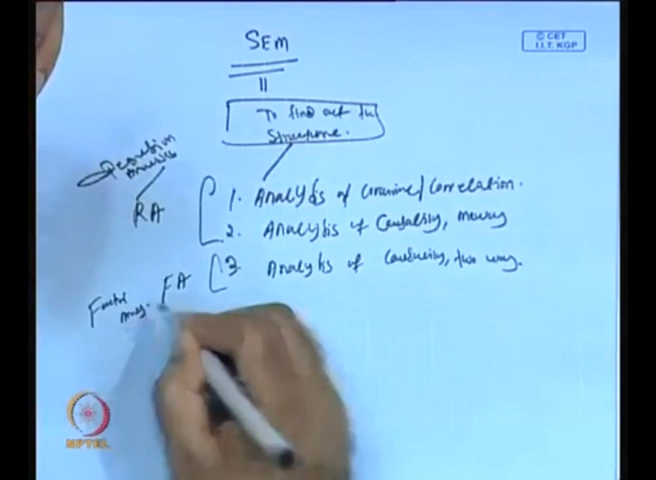 © CET
I.I.T. KGP
SEM
To find out the
Structure.
Regression
Analysis
RA
1. Analysis of Covariance/Correlation.
2. Analysis of Causality, one way
3. Analysis of Causality, two way.
FA
Factor
NPTEL